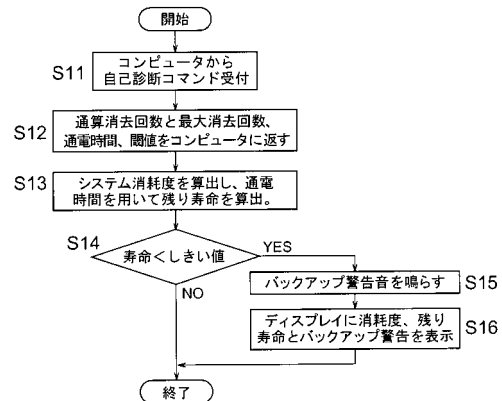 開始
S11
コンピュータから
自己診断コマンド受付
S12
通算消去回数と最大消去回数、
通電時間、閾値をコンピュータに返す
S13
システム消耗度を算出し、通電
時間を用いて残り寿命を算出。
S14
寿命<しきい値
YES
NO
バックアップ警告音を鳴らす
S15
ディスプレイに消耗度、残り
寿命とバックアップ警告を表示
S16
終了